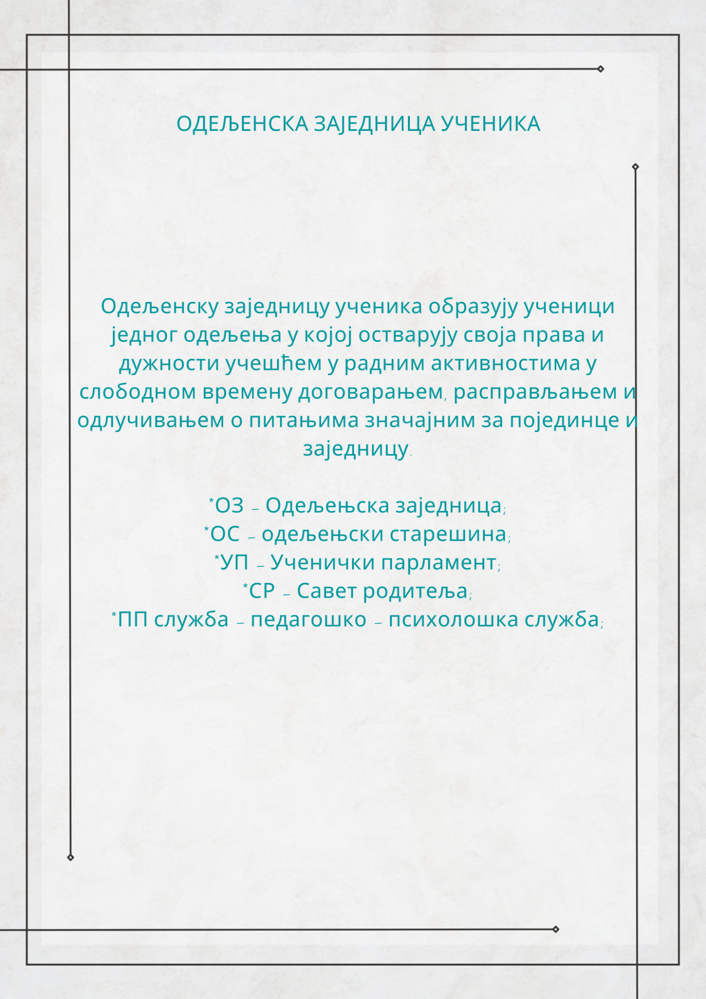 ОДЕЉЕНСКА ЗАЈЕДНИЦА УЧЕНИКА
Одељенску заједницу ученика образују ученици
једног одељења у којој остварују своја права и
дужности учешћем у радним активностима у
слободном времену договарањем, расправљањем и
одлучивањем о питањима значајним за појединце и
заједницу.
*ОЗ – Одељењска заједница;
*ОС – одељењски старешина;
*УП – Ученички парламент;
*СР – Савет родитеља;
*ПП служба – педагошко – психолошка служба;